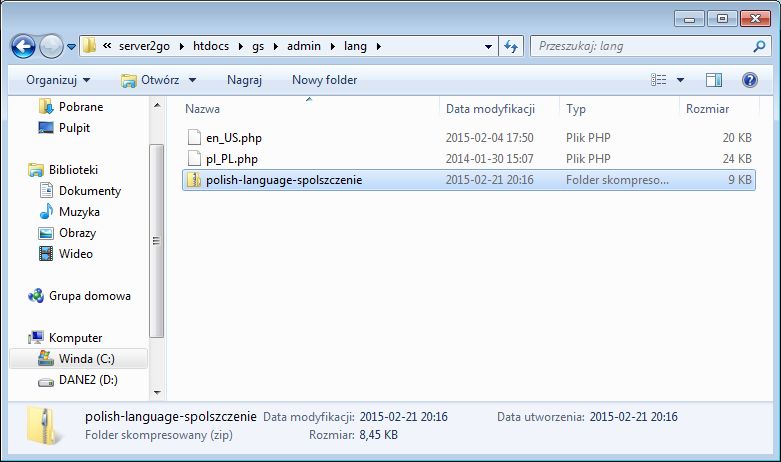 « server2go ▸ htdocs ▸ gs ▸ admin ▸ lang ▸
Przeszukaj: lang
Organizuj Otwórz Nagraj Nowy folder
Nazwa Data modyfikacji Typ Rozmiar
Pobrane
Pulpit
Biblioteki
Dokumenty
Muzyka
Obrazy
Wideo
Grupa domowa
Komputer
Winda (C:)
DANE2 (D:)
en_US.php 2015-02-04 17:50 Plik PHP 20 KB
pl_PL.php 2014-01-30 15:07 Plik PHP 24 KB
polish-language-spolszczenie 2015-02-21 20:16 Folder skompreso... 9 KB
polish-language-spolszczenie Data modyfikacji: 2015-02-21 20:16 Data utworzenia: 2015-02-21 20:16
Folder skompresowany (zip) Rozmiar: 8,45 KB